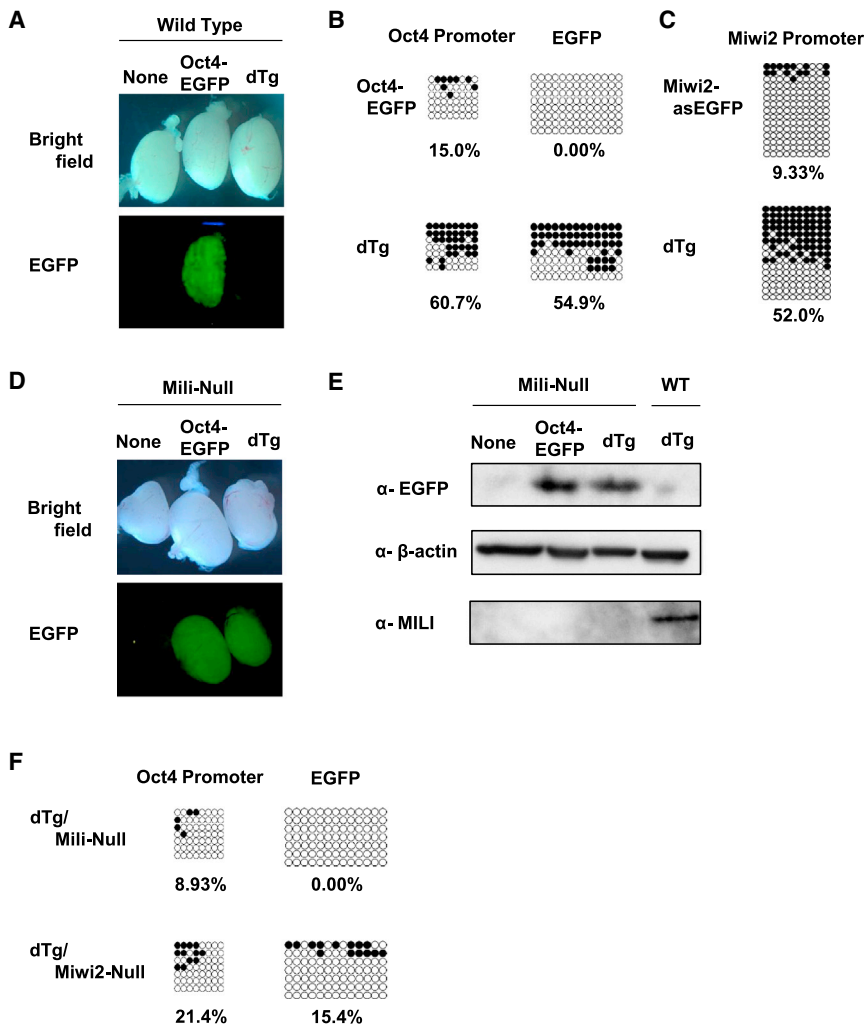 A
Wild Type
None
Oct4-
EGFP
dTg
Bright
field
EGFP
B
Oct4 Promoter
EGFP
Oct4-
EGFP
15.0%
0.00%
dTg
60.7%
54.9%
C
Miwi2 Promoter
Miwi2-
asEGFP
9.33%
dTg
52.0%
D
Mili-Null
None
Oct4-
EGFP
dTg
Bright
field
EGFP
E
Mili-Null
WT
None
Oct4-
EGFP
dTg
dTg
α- EGFP
α- β-actin
α- MILI
F
Oct4 Promoter
EGFP
dTg/
Mili-Null
8.93%
0.00%
dTg/
Miwi2-Null
21.4%
15.4%